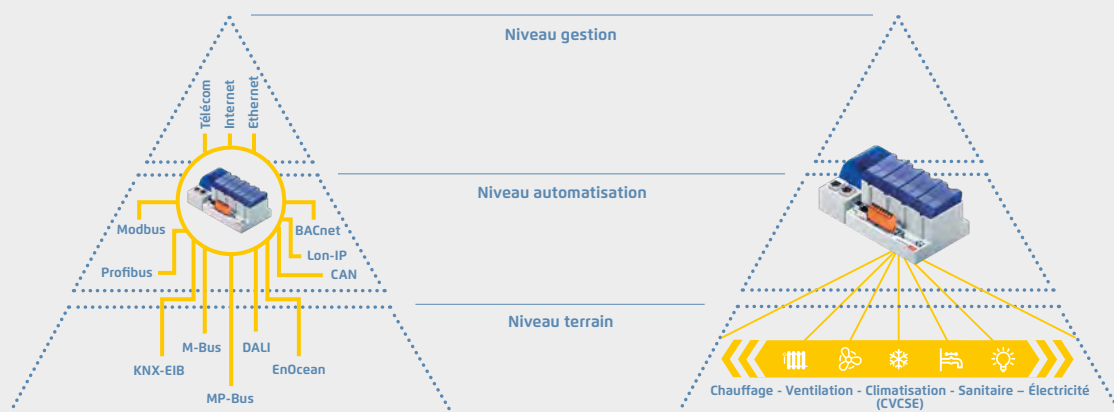 Niveau gestion
Télécom
Internet
Ethernet
Niveau automatisation
Modbus
BACnet
Lon-IP
Profibus
CAN
Niveau terrain
M-Bus
DALI
KNX-EIB
EnOcean
MP-Bus
Chauffage - Ventilation - Climatisation - Sanitaire – Électricité
(CVCSE)